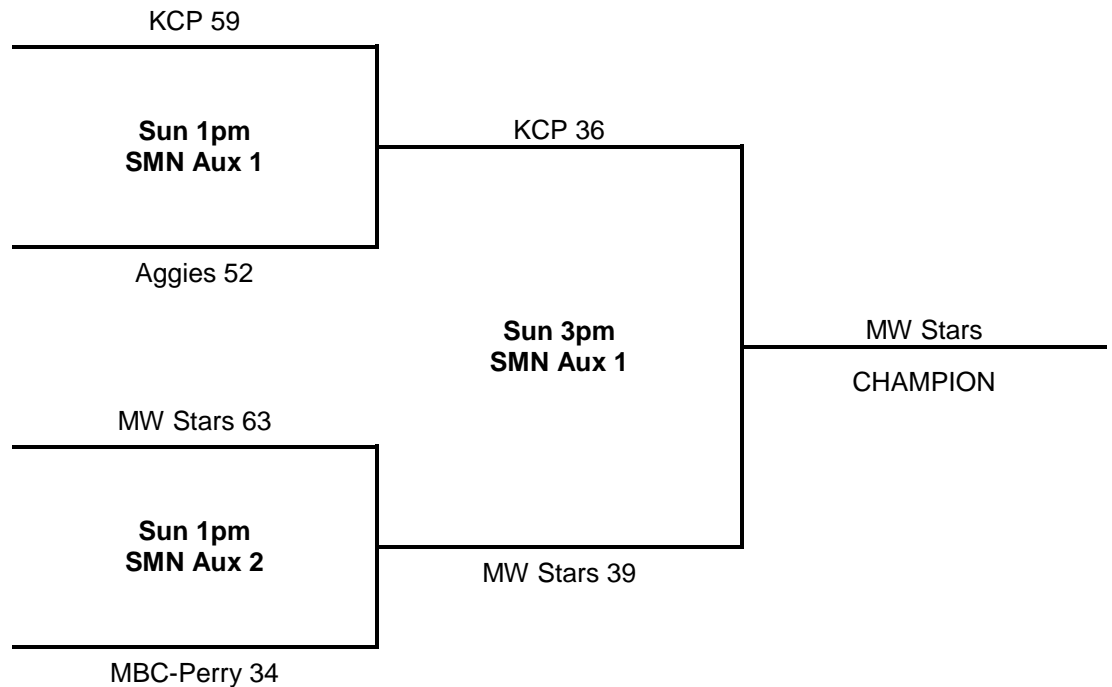 KCP 59
Sun 1pm
SMN Aux 1
KCP 36
Aggies 52
Sun 3pm
SMN Aux 1
MW Stars
CHAMPION
MW Stars 63
Sun 1pm
SMN Aux 2
MW Stars 39
MBC-Perry 34